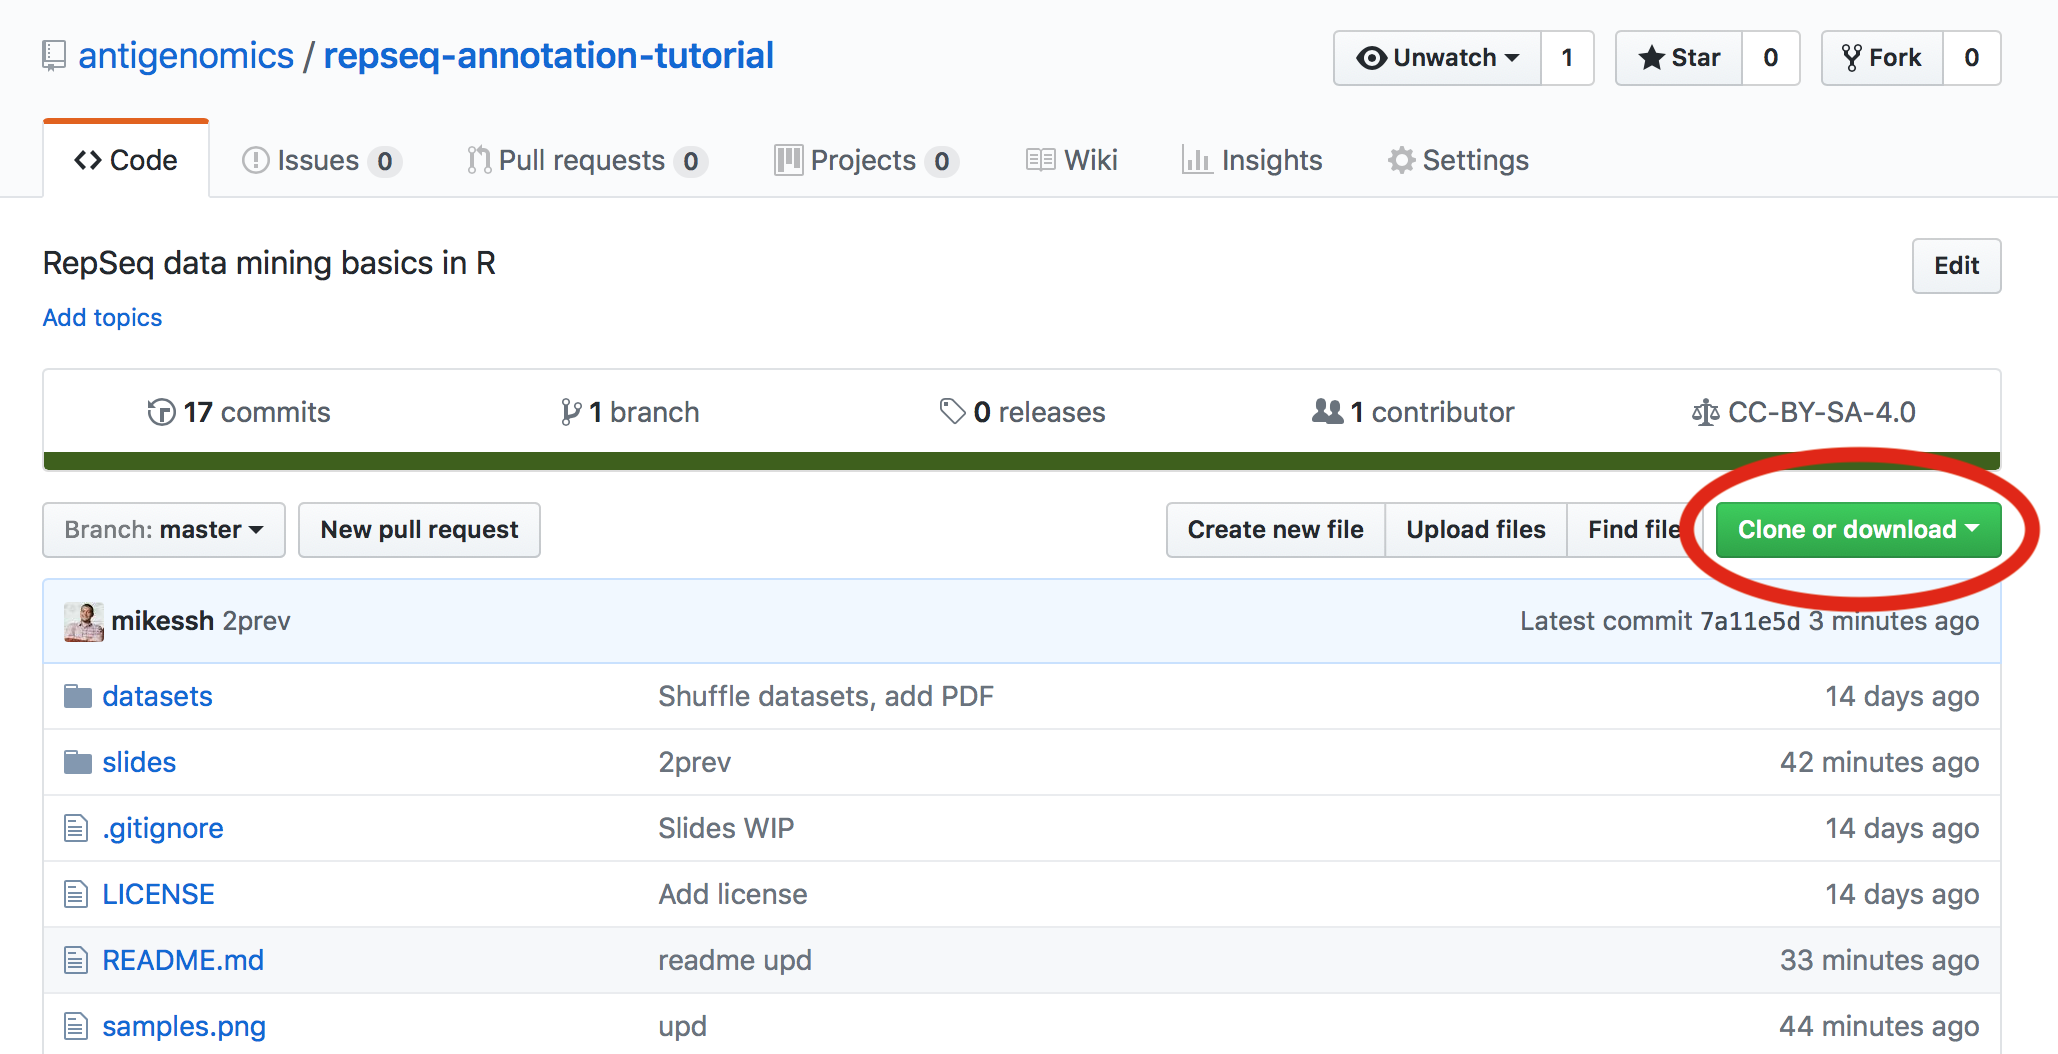 antigenomics / repseq-annotation-tutorial
Unwatch 1 Star 0 Fork 0
Code Issues 0 Pull requests 0 Projects 0 Wiki Insights Settings
RepSeq data mining basics in R
Edit
Add topics
17 commits 1 branch 0 releases 1 contributor CC-BY-SA-4.0
Branch: master New pull request Create new file Upload files Find file Clone or download
mikessh 2prev Latest commit 7a11e5d 3 minutes ago
datasets Shuffle datasets, add PDF 14 days ago
slides 2prev 42 minutes ago
.gitignore Slides WIP 14 days ago
LICENSE Add license 14 days ago
README.md readme upd 33 minutes ago
samples.png upd 44 minutes ago